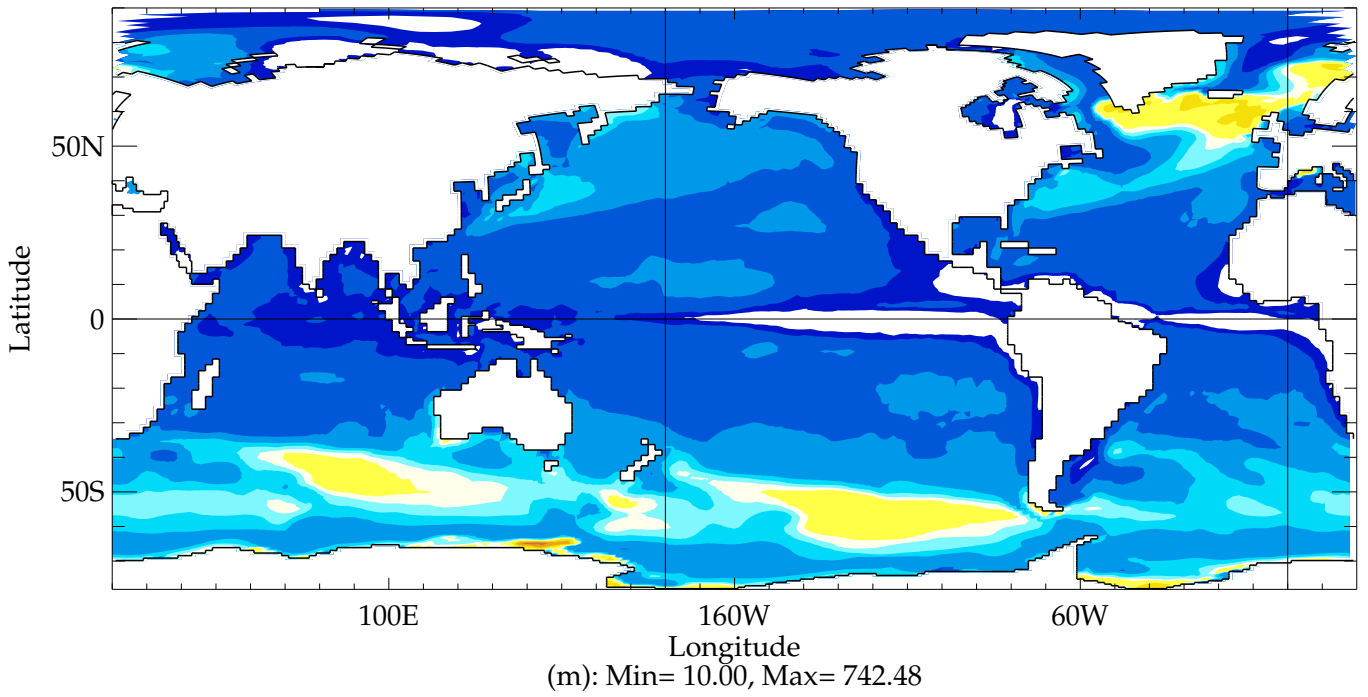 50N
0
50S
Latitude
100E 160W 60W
Longitude
(m): Min= 10.00, Max= 742.48